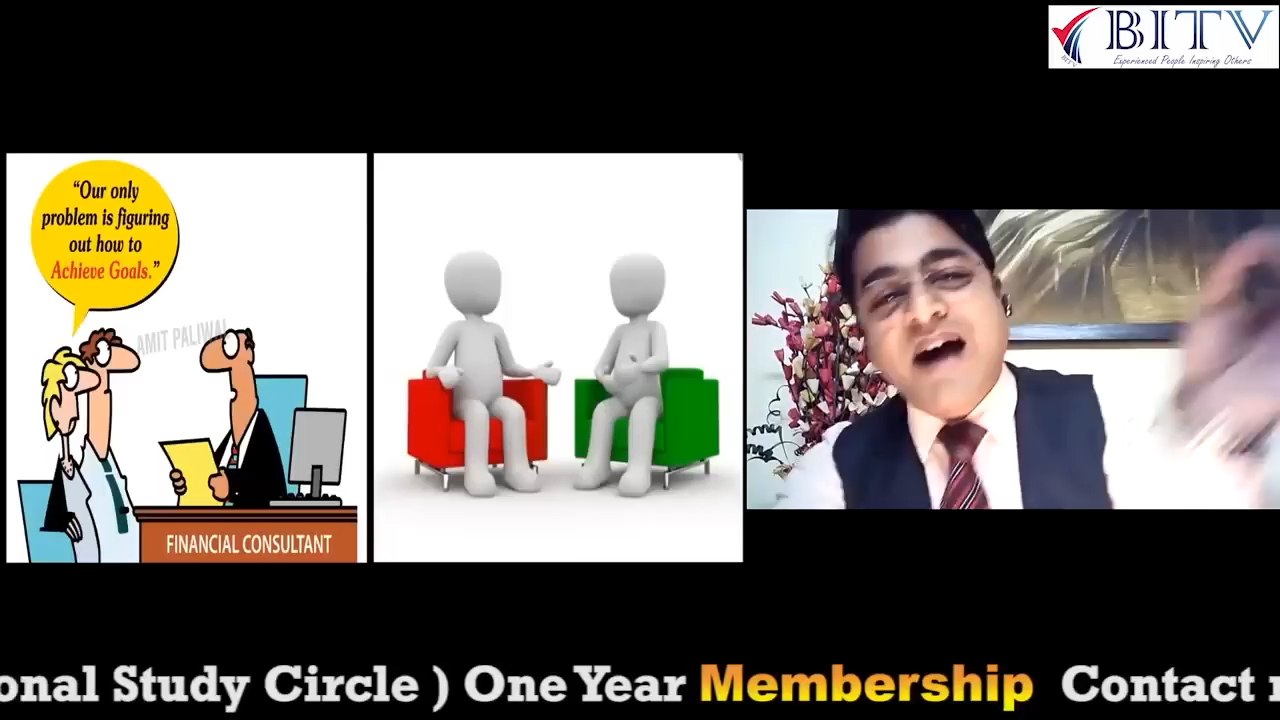 BITV
Experienced People Inspiring Others
“Our only
problem is figuring
out how to
Achieve Goals.”
AMIT PALIWAL
FINANCIAL CONSULTANT
onal Study Circle ) One Year Membership Contact